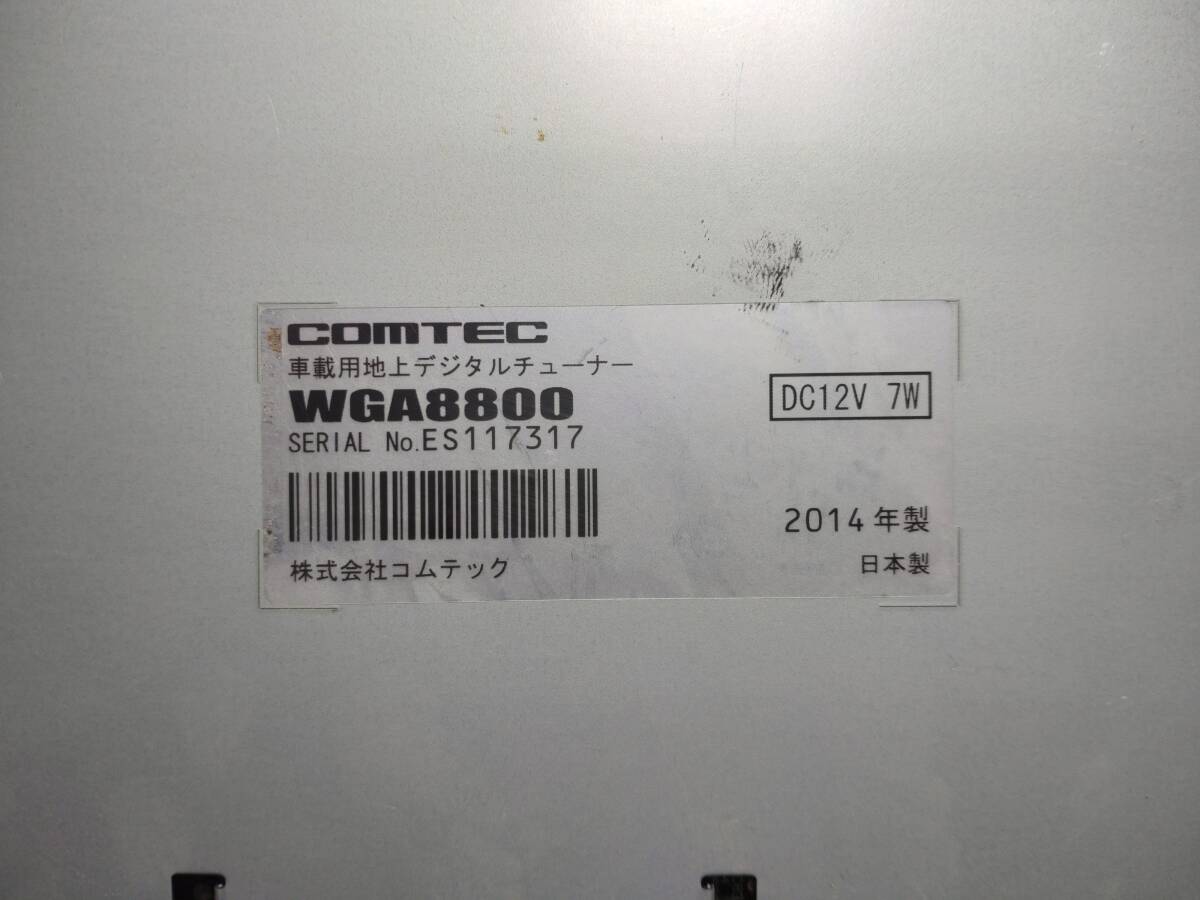 COMTEC
車載用地上デジタルチューナー
WGA8800
DC12V 7W
SERIAL No.ES117317
2014年製
株式会社コムテック
日本製